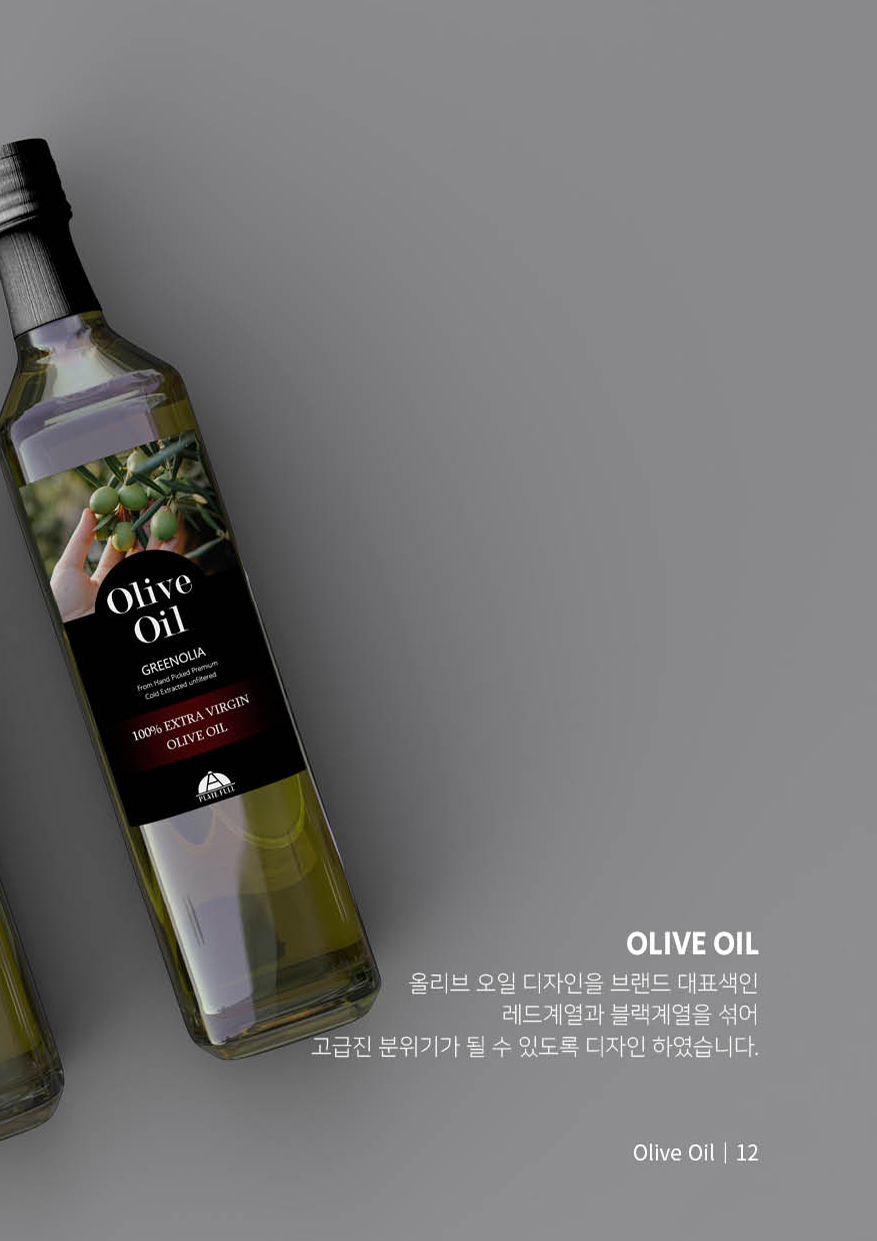 Olive
Oil
GREENOLIA
From Hand Picked Premium
Cold Extracted unfiltered
100% EXTRA VIRGIN
OLIVE OIL
PLATE FULL
OLIVE OIL
올리브 오일 디자인을 브랜드 대표색인
레드계열과 블랙계열을 섞어
고급진 분위기가 될 수 있도록 디자인 하였습니다.
Olive Oil | 12